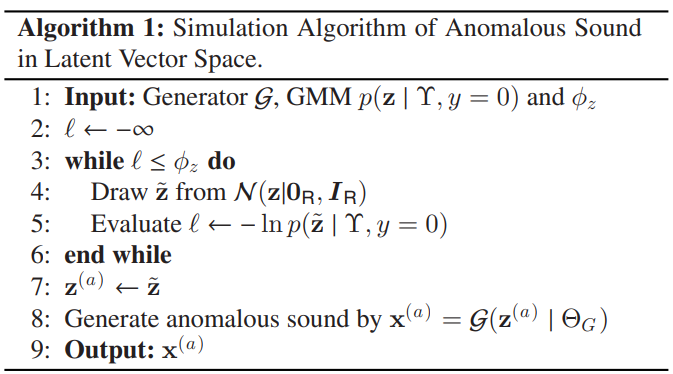 Algorithm 1: Simulation Algorithm of Anomalous Sound
in Latent Vector Space.
1: Input: Generator 𝒢, GMM p(z | ϒ, y = 0) and ϕ_z
2: ℓ ← −∞
3: while ℓ ≤ ϕ_z do
4: Draw z̃ from 𝒩(z|0_R, I_R)
5: Evaluate ℓ ← − ln p(z̃ | ϒ, y = 0)
6: end while
7: z^(a) ← z̃
8: Generate anomalous sound by x^(a) = 𝒢(z^(a) | Θ_G)
9: Output: x^(a)